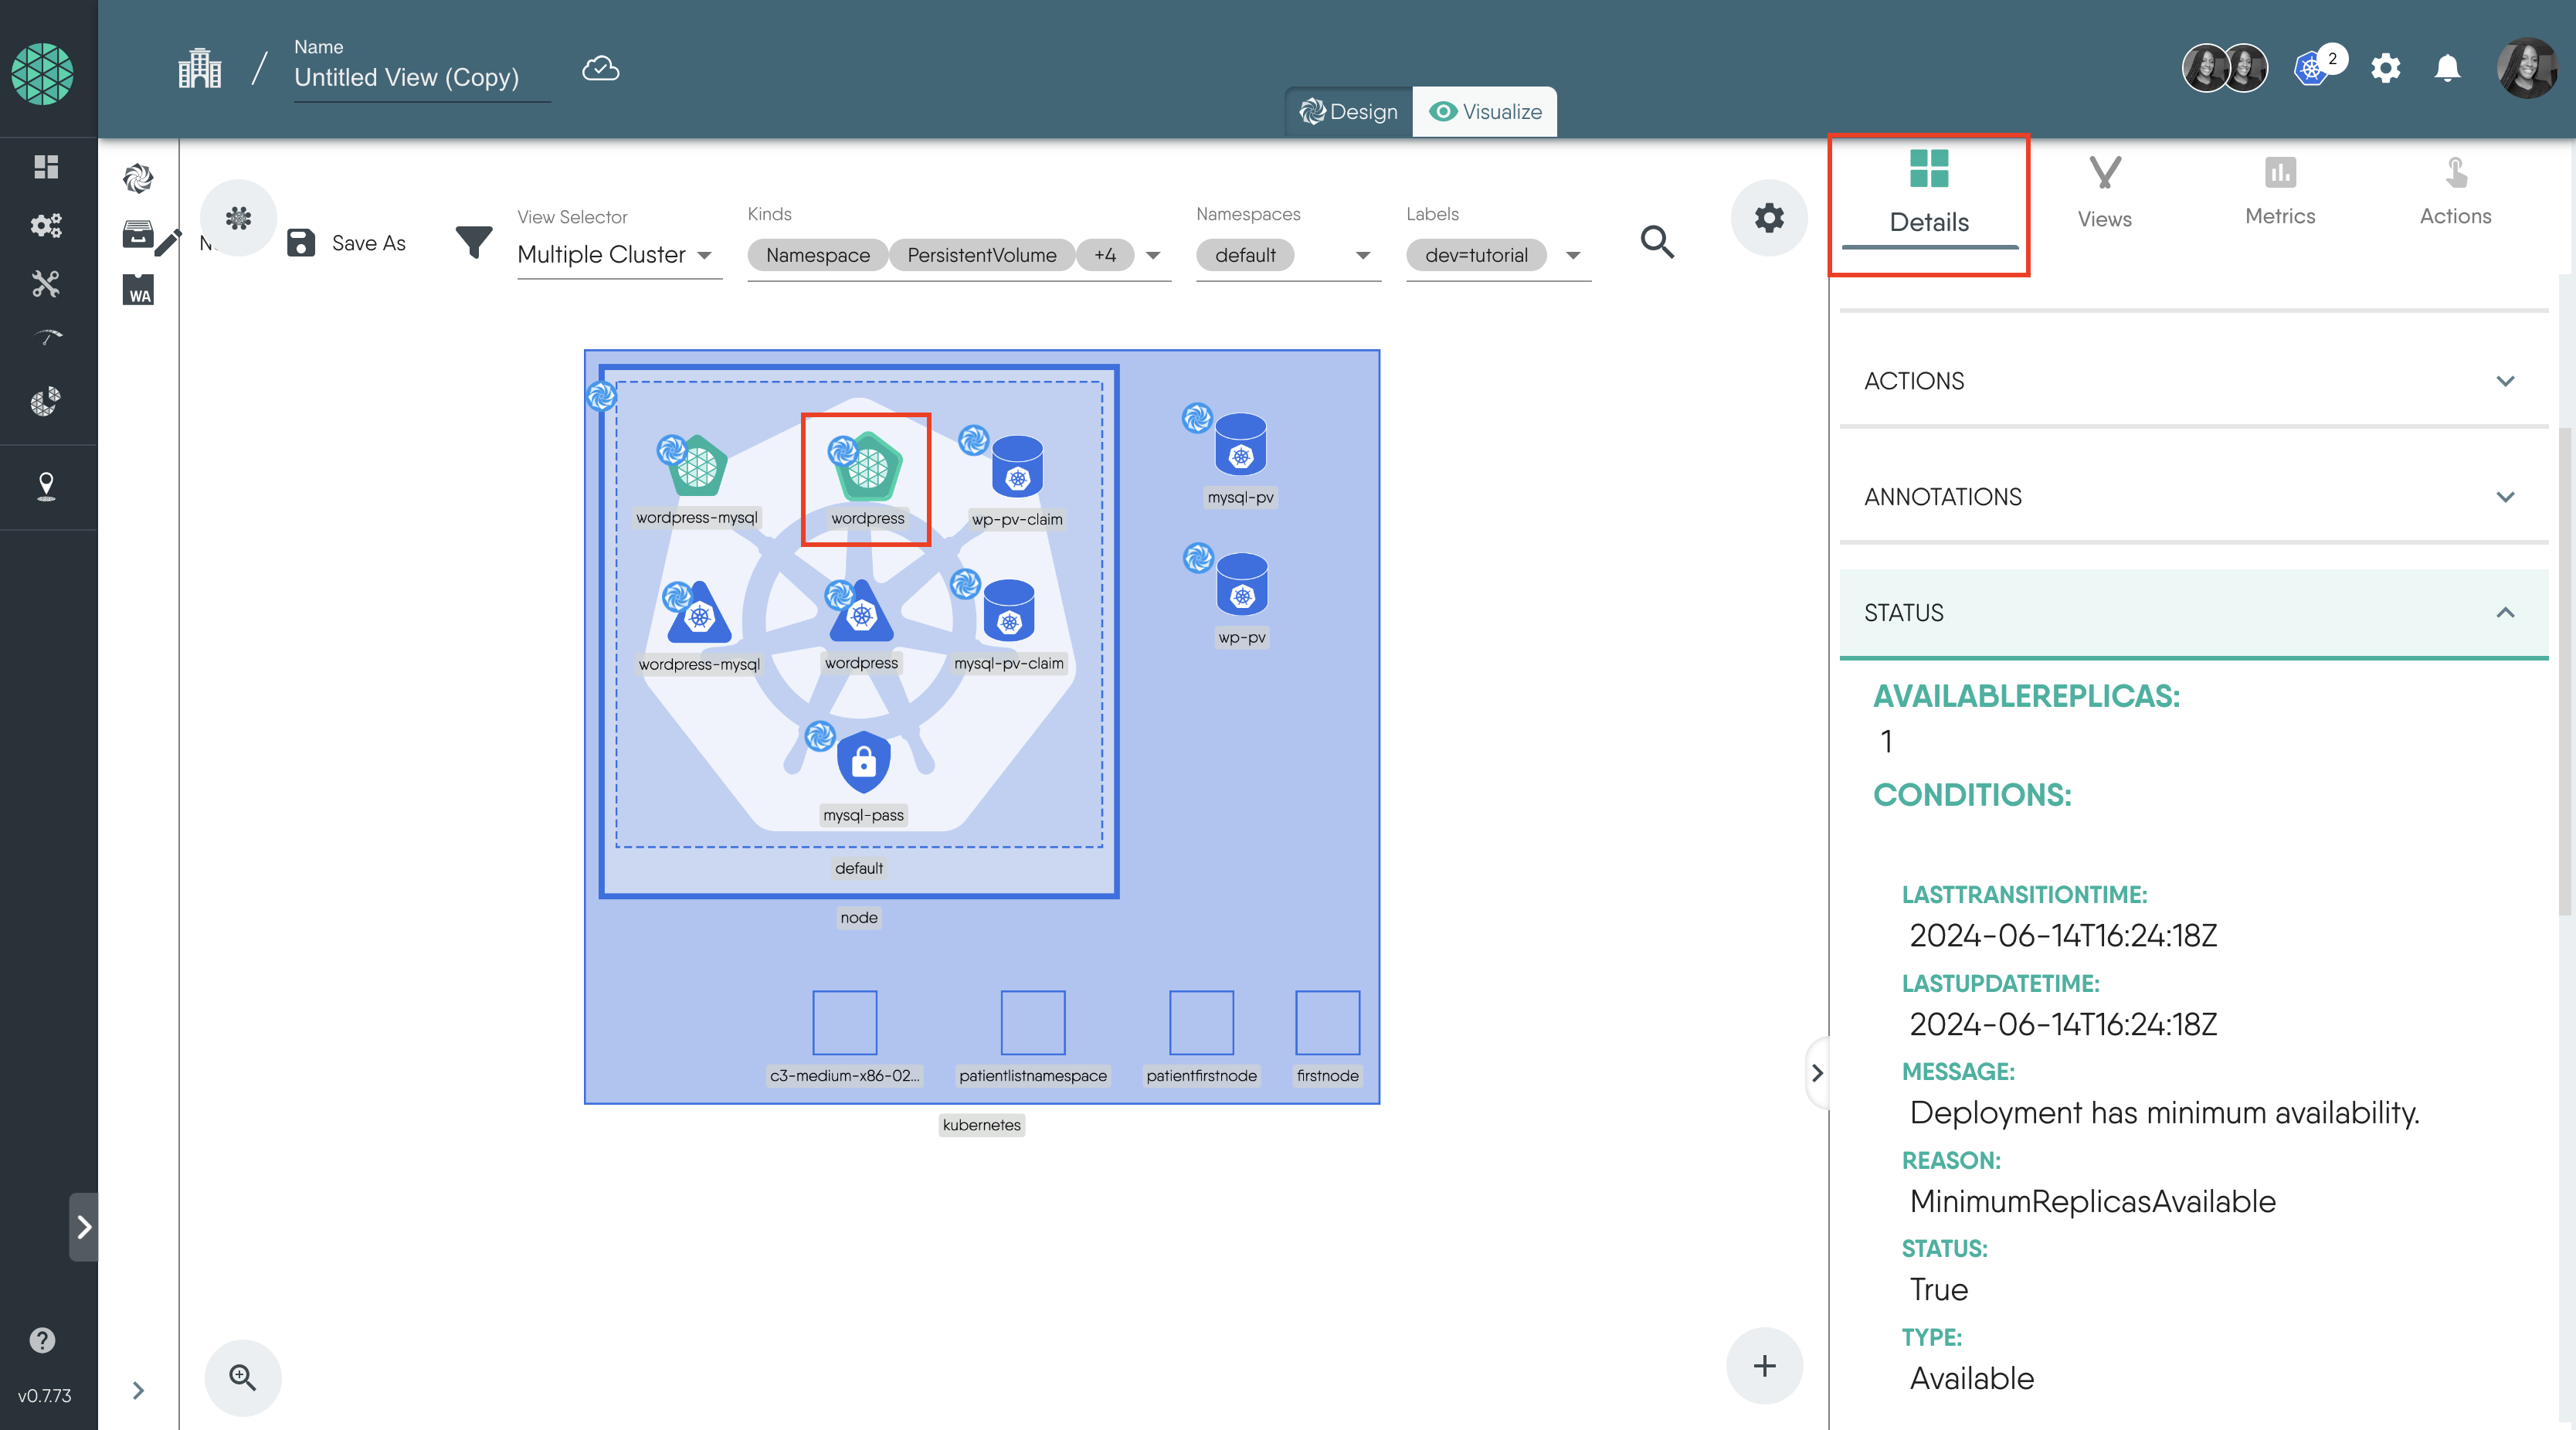 Name
Untitled View (Copy)
2
Design
Visualize
WA
Save As
View Selector
Multiple Cluster
Kinds
Namespace
PersistentVolume
+4
Namespaces
default
Labels
dev=tutorial
Details
Views
Metrics
Actions
wordpress-mysql
wordpress
wp-pv-claim
mysql-pv
wordpress-mysql
wordpress
mysql-pv-claim
wp-pv
mysql-pass
default
node
c3-medium-x86-02...
patientlistnamespace
patientfirstnode
firstnode
kubernetes
ACTIONS
ANNOTATIONS
STATUS
AVAILABLEREPLICAS:
1
CONDITIONS:
LASTTRANSITIONTIME:
2024-06-14T16:24:18Z
LASTUPDATETIME:
2024-06-14T16:24:18Z
MESSAGE:
Deployment has minimum availability.
REASON:
MinimumReplicasAvailable
STATUS:
True
TYPE:
Available
v0.7.73